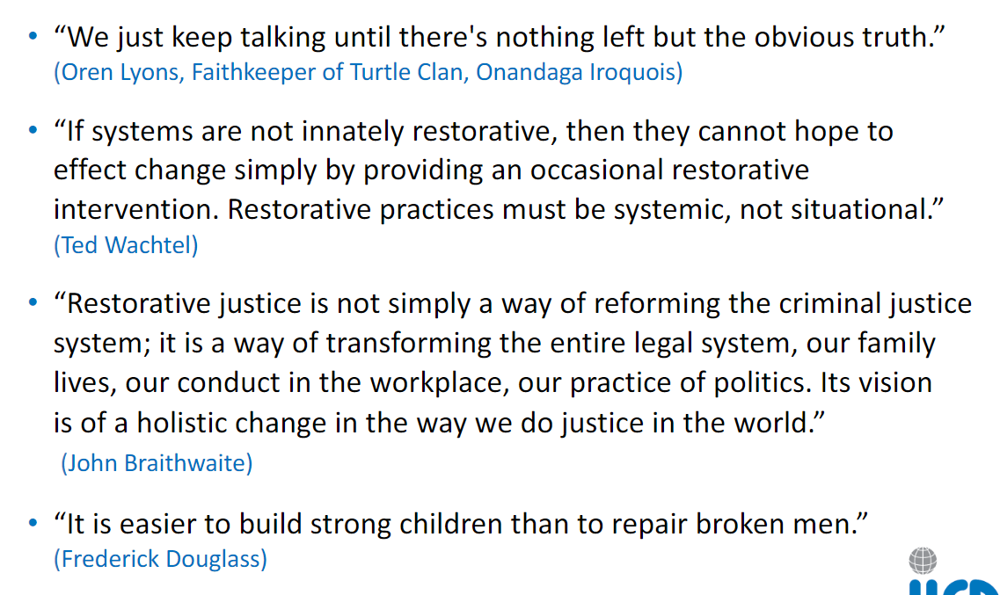 • “We just keep talking until there's nothing left but the obvious truth.”
(Oren Lyons, Faithkeeper of Turtle Clan, Onandaga Iroquois)
• “If systems are not innately restorative, then they cannot hope to
effect change simply by providing an occasional restorative
intervention. Restorative practices must be systemic, not situational.”
(Ted Wachtel)
• “Restorative justice is not simply a way of reforming the criminal justice
system; it is a way of transforming the entire legal system, our family
lives, our conduct in the workplace, our practice of politics. Its vision
is of a holistic change in the way we do justice in the world.”
(John Braithwaite)
• “It is easier to build strong children than to repair broken men.”
(Frederick Douglass)